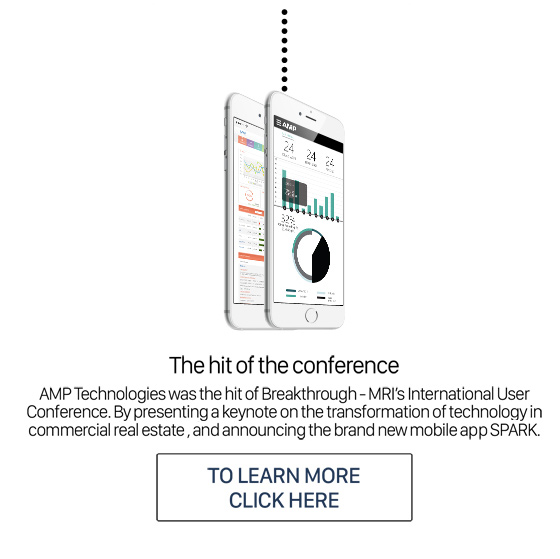 AMP
24 24 24
32%
The hit of the conference
AMP Technologies was the hit of Breakthrough - MRI's International User
Conference. By presenting a keynote on the transformation of technology in
commercial real estate , and announcing the brand new mobile app SPARK.
TO LEARN MORE
CLICK HERE